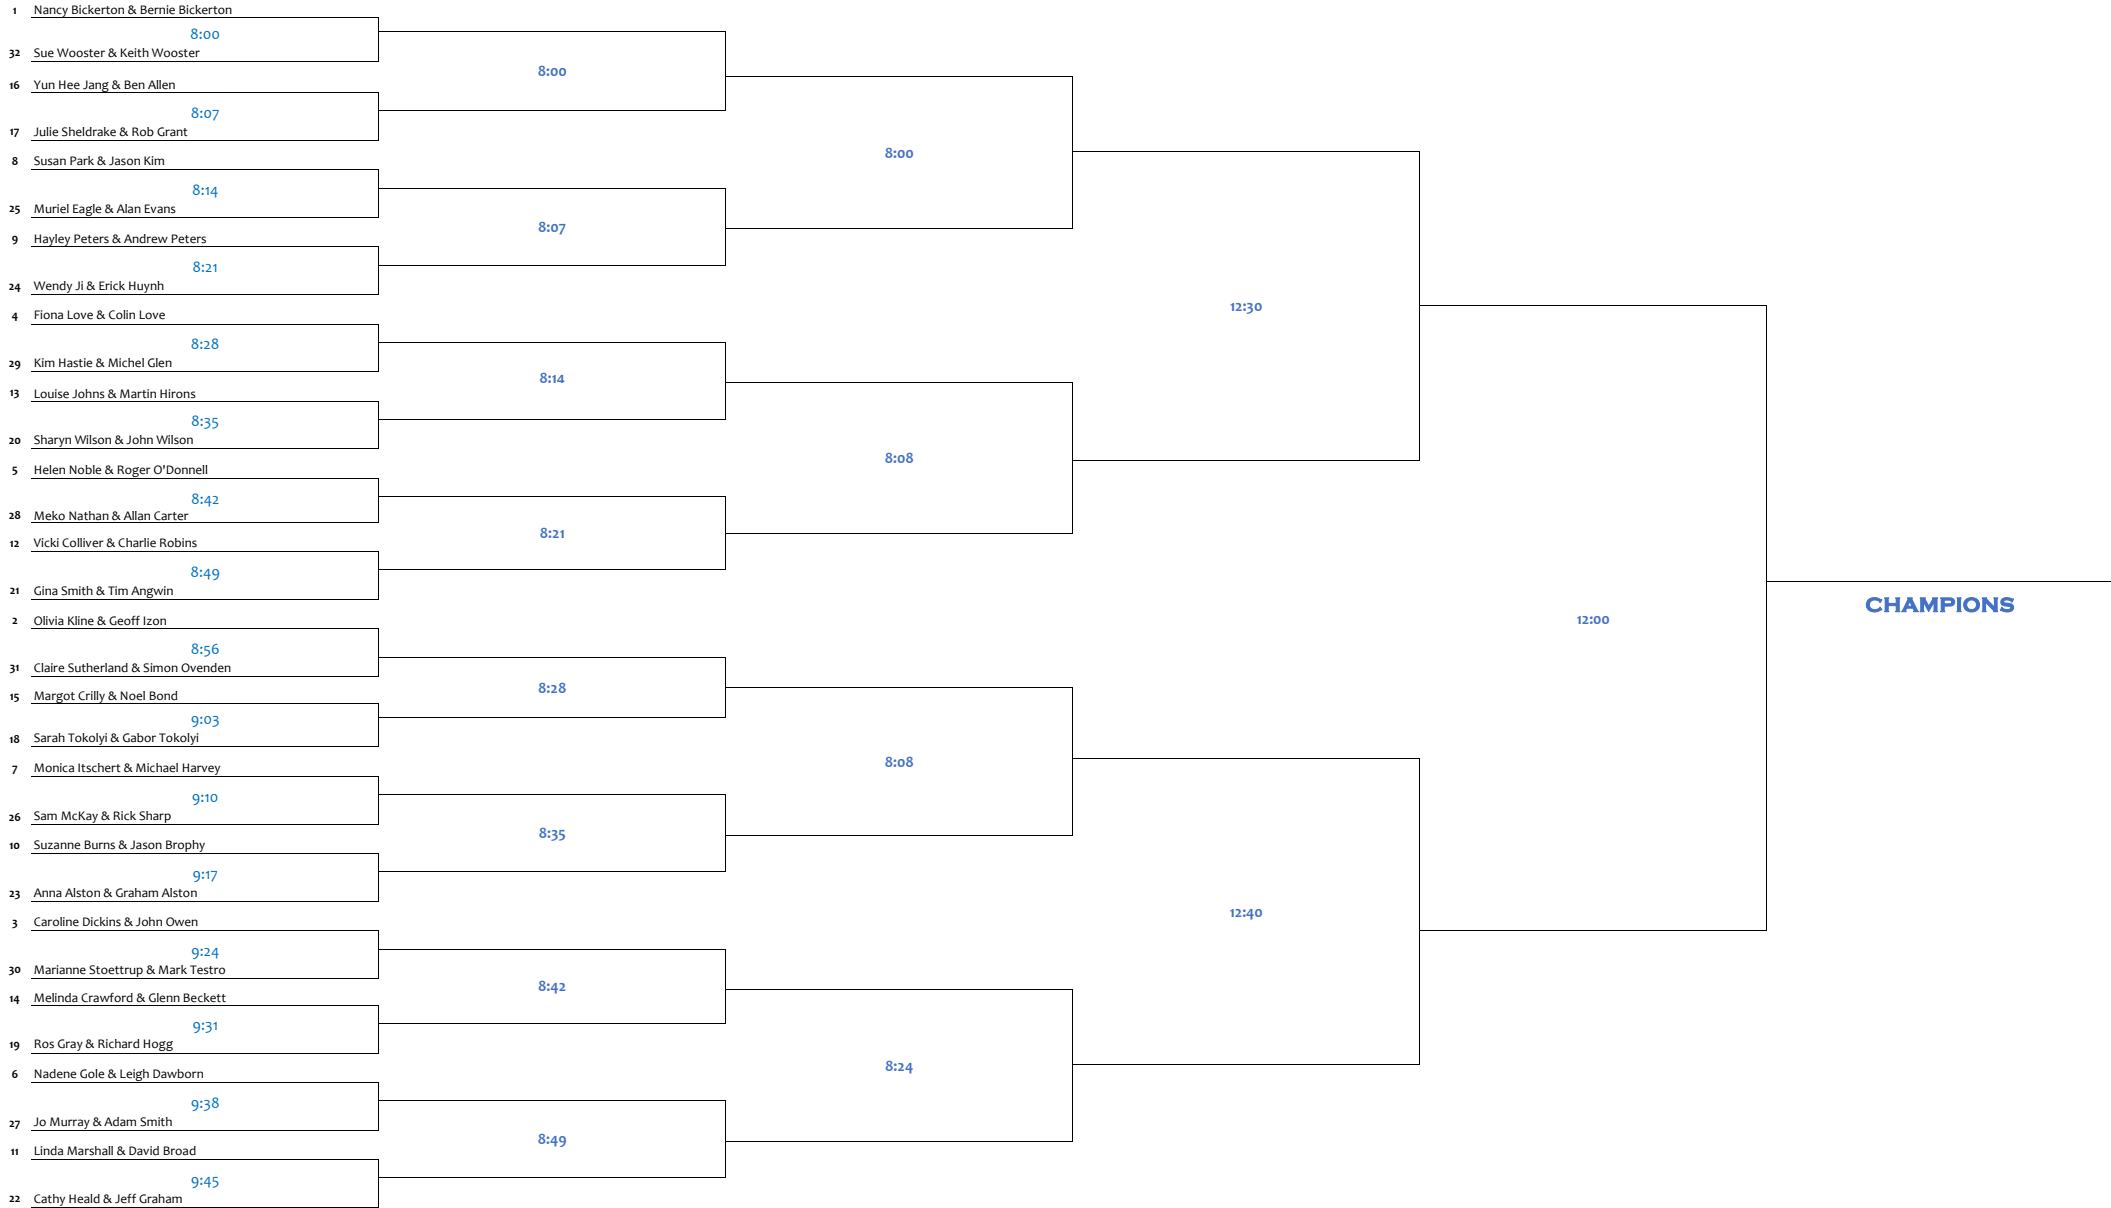 1 Nancy Bickerton & Bernie Bickerton
8:00
32 Sue Wooster & Keith Wooster
8:00
16 Yun Hee Jang & Ben Allen
8:07
17 Julie Sheldrake & Rob Grant
8:00
8 Susan Park & Jason Kim
8:14
25 Muriel Eagle & Alan Evans
8:07
9 Hayley Peters & Andrew Peters
8:21
24 Wendy Ji & Erick Huynh
12:30
4 Fiona Love & Colin Love
8:28
29 Kim Hastie & Michel Glen
8:14
13 Louise Johns & Martin Hirons
8:35
20 Sharyn Wilson & John Wilson
8:08
5 Helen Noble & Roger O'Donnell
8:42
28 Meko Nathan & Allan Carter
8:21
12 Vicki Colliver & Charlie Robins
8:49
21 Gina Smith & Tim Angwin
CHAMPIONS
2 Olivia Kline & Geoff Izon
12:00
8:56
31 Claire Sutherland & Simon Ovenden
8:28
15 Margot Crilly & Noel Bond
9:03
18 Sarah Tokolyi & Gabor Tokolyi
8:08
7 Monica Itschert & Michael Harvey
9:10
26 Sam McKay & Rick Sharp
8:35
10 Suzanne Burns & Jason Brophy
9:17
23 Anna Alston & Graham Alston
12:40
3 Caroline Dickins & John Owen
9:24
30 Marianne Stoettrup & Mark Testro
8:42
14 Melinda Crawford & Glenn Beckett
9:31
19 Ros Gray & Richard Hogg
8:24
6 Nadene Gole & Leigh Dawborn
9:38
27 Jo Murray & Adam Smith
8:49
11 Linda Marshall & David Broad
9:45
22 Cathy Heald & Jeff Graham